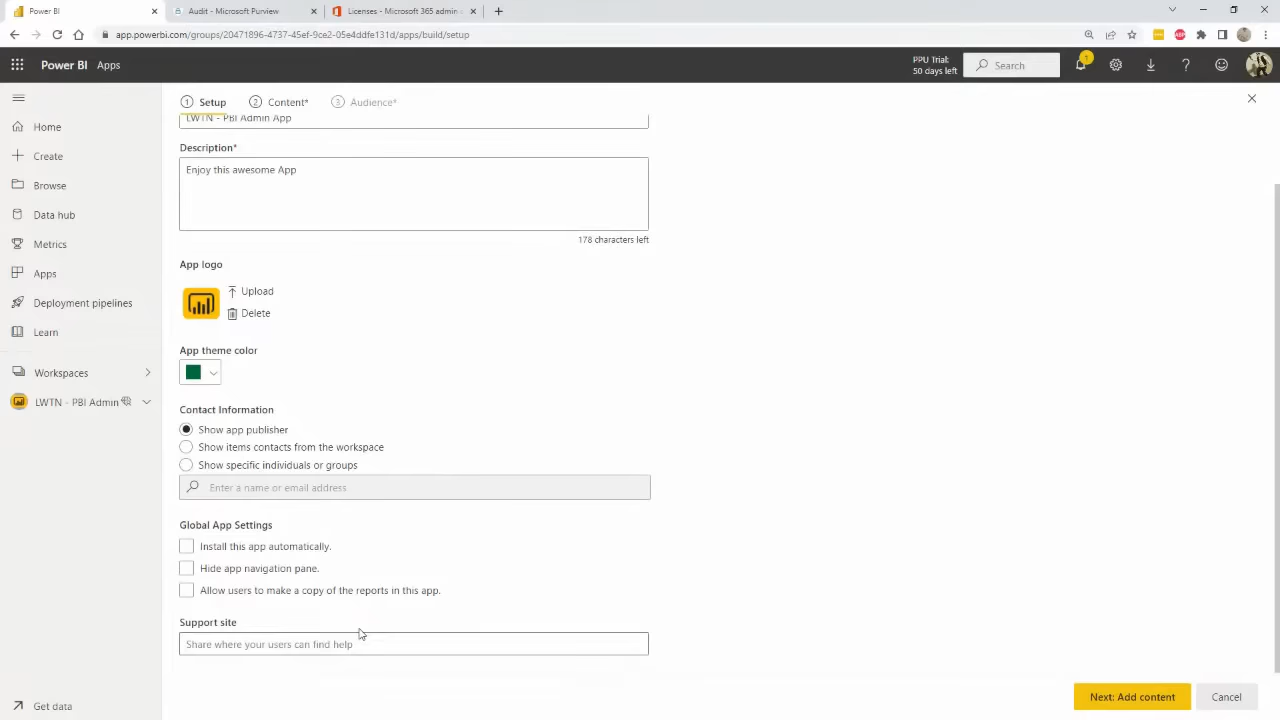 Power BI
Audit - Microsoft Purview
Licenses - Microsoft 365 admin
app.powerbi.com/groups/20471896-4737-45ef-9ce2-05e4ddfe131d/apps/build/setup
Power BI Apps
PPU Trial:
50 days left
Search
1
1 Setup
2 Content*
3 Audience*
Home
Create
Browse
Data hub
Metrics
Apps
Deployment pipelines
Learn
Workspaces
LWTN - PBI Admin
Get data
LWTN - PBI Admin App
Description*
Enjoy this awesome App
178 characters left
App logo
Upload
Delete
App theme color
Contact Information
Show app publisher
Show items contacts from the workspace
Show specific individuals or groups
Enter a name or email address
Global App Settings
Install this app automatically.
Hide app navigation pane.
Allow users to make a copy of the reports in this app.
Support site
Share where your users can find help
Next: Add content
Cancel